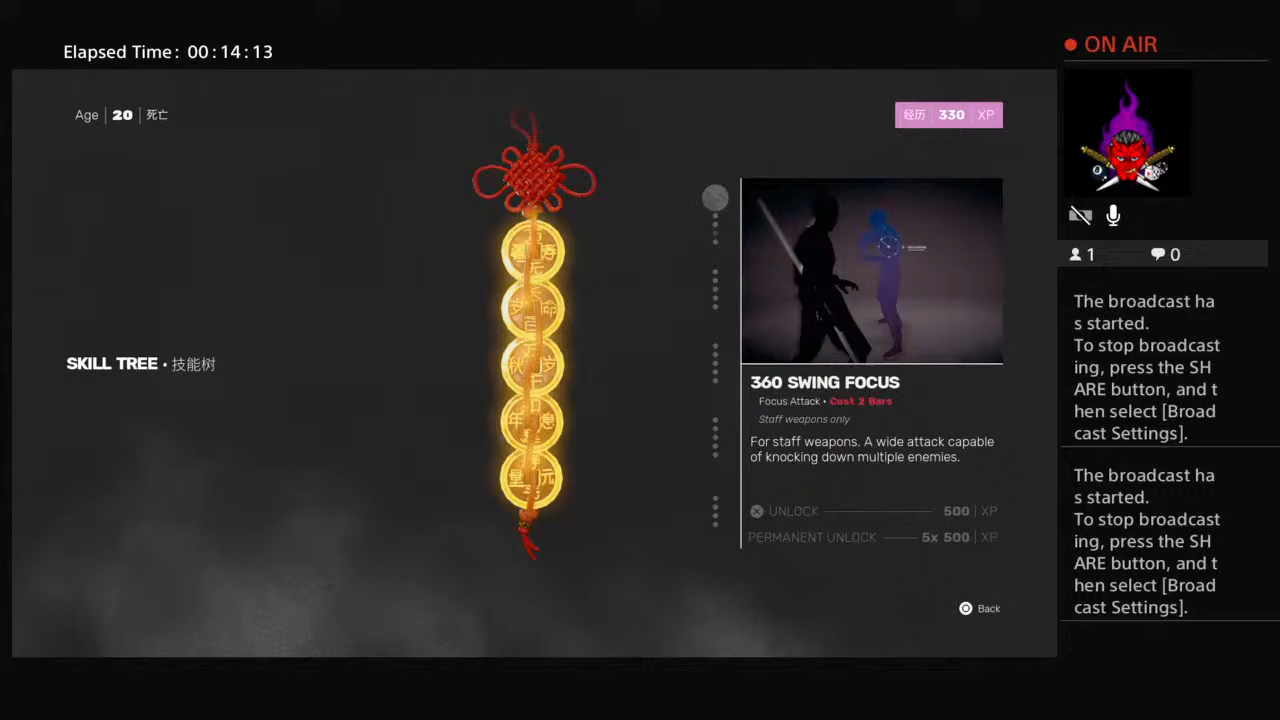 Elapsed Time: 00:14:13
ON AIR
Age 20 死亡
经历 330 XP
1 0
SKILL TREE • 技能树
360 SWING FOCUS
Focus Attack • Cost 2 Bars
Staff weapons only
For staff weapons. A wide attack capable
of knocking down multiple enemies.
UNLOCK 500 XP
PERMANENT UNLOCK 5x 500 XP
Back
The broadcast ha
s started.
To stop broadcast
ing, press the SH
ARE button, and t
hen select [Broad
cast Settings].
The broadcast ha
s started.
To stop broadcast
ing, press the SH
ARE button, and t
hen select [Broad
cast Settings].